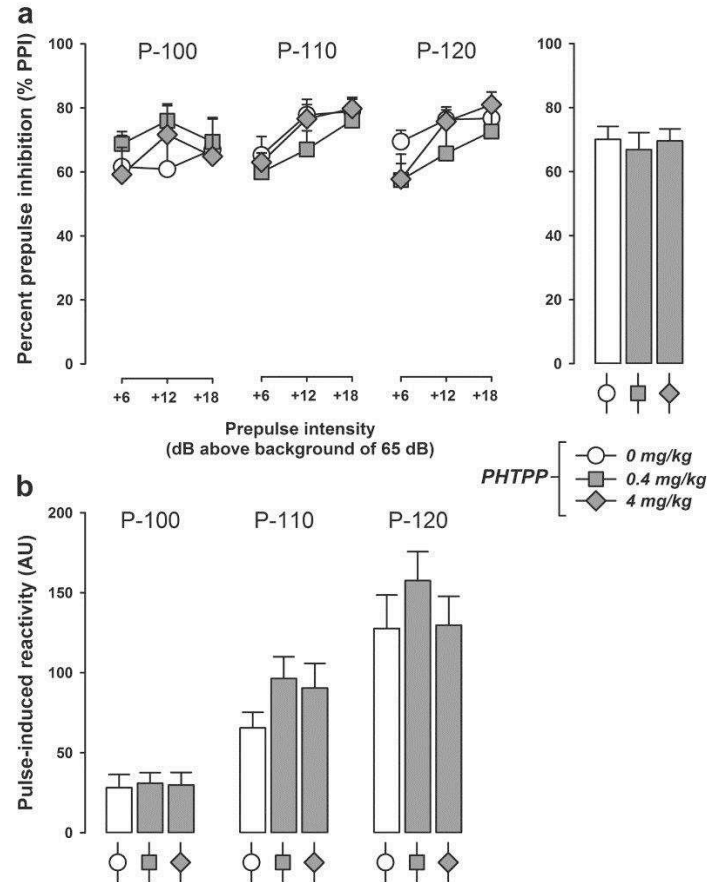 a
P-100 P-110 P-120
Percent prepulse inhibition (% PPI)
100
80
60
40
20
0
+6 +12 +18 +6 +12 +18 +6 +12 +18
Prepulse intensity
(dB above background of 65 dB)
100
80
60
40
20
0
PHTPP
0 mg/kg
0.4 mg/kg
4 mg/kg
b
P-100 P-110 P-120
Pulse-induced reactivity (AU)
200
150
100
50
0